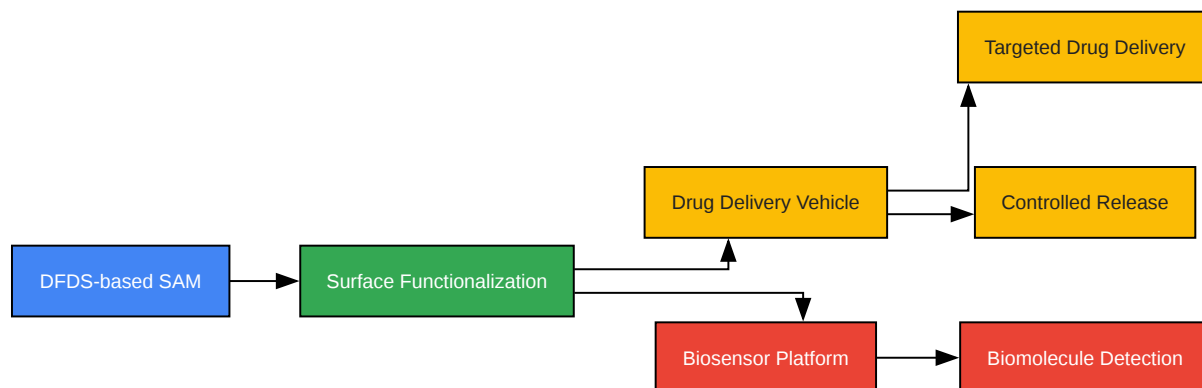 Targeted Drug Delivery
Drug Delivery Vehicle
Controlled Release
DFDS-based SAM
Surface Functionalization
Biosensor Platform
Biomolecule Detection